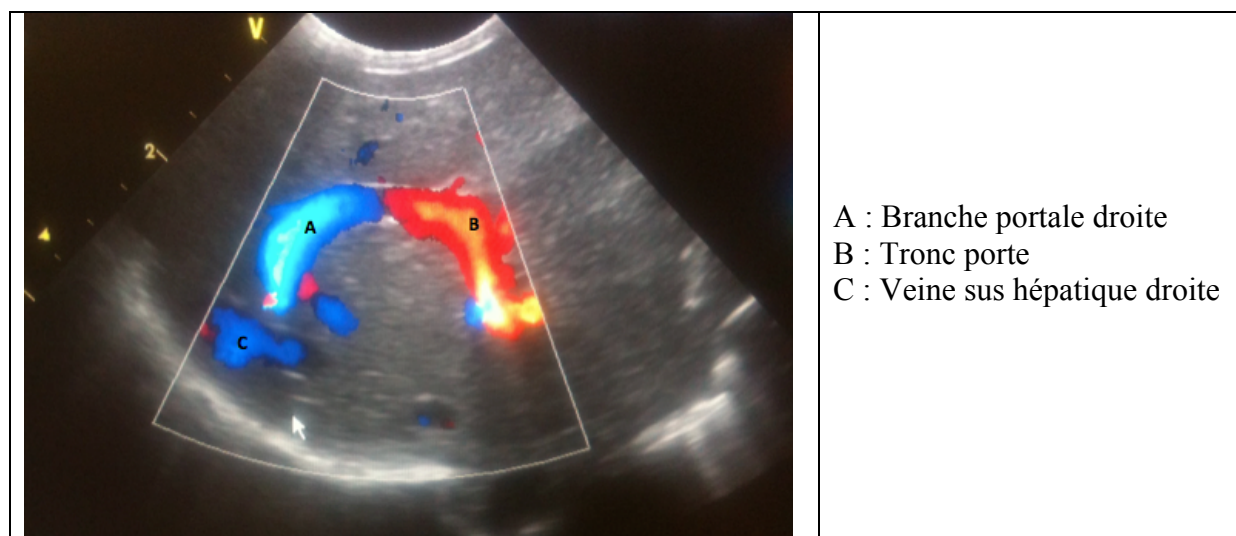 V
2
A
B
C
A : Branche portale droite
B : Tronc porte
C : Veine sus hépatique droite